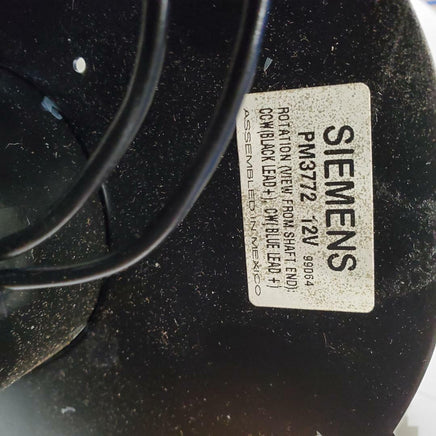 SIEMENS
PM3772 12V 99D64
ROTATION (VIEW FROM SHAFT END):
CCW(BLACK LEAD +), CW(BLUE LEAD +)
ASSEMBLED IN MEXICO